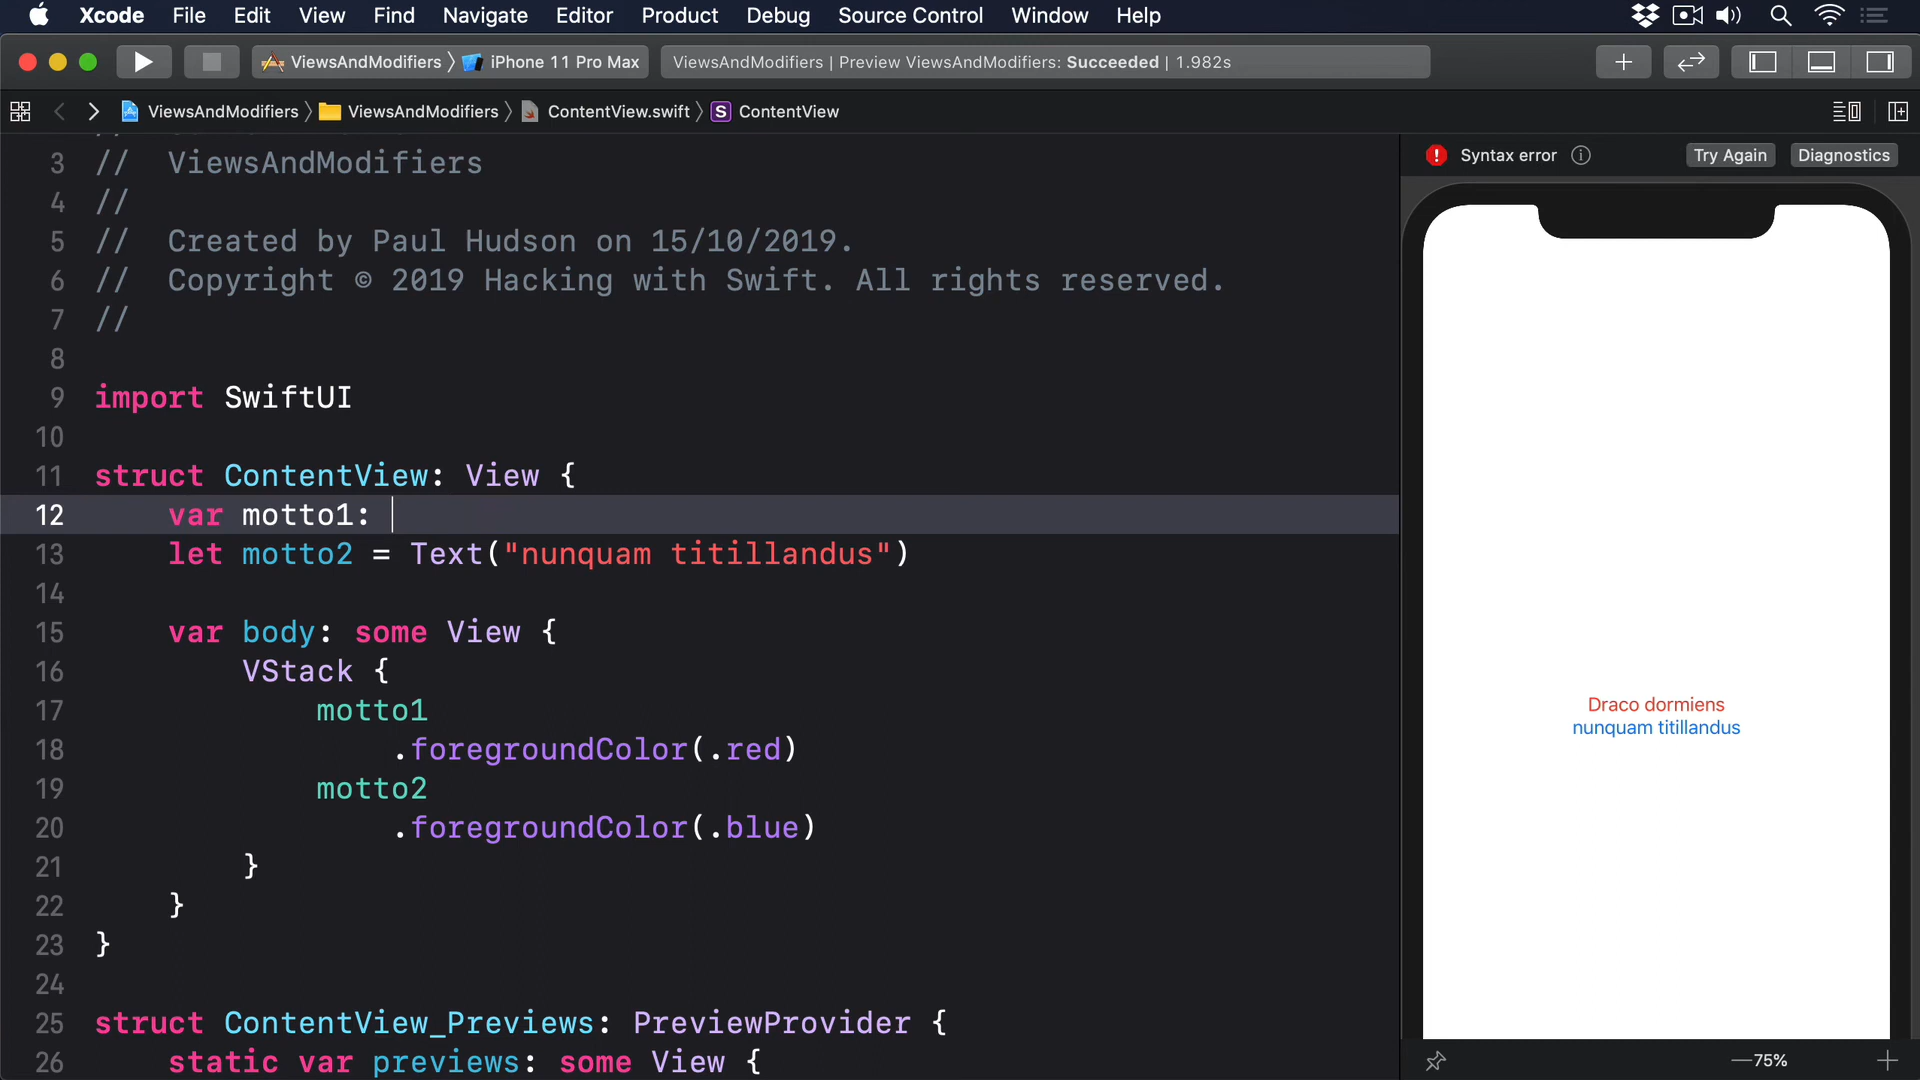 Xcode File Edit View Find Navigate Editor Product Debug Source Control Window Help
ViewsAndModifiers iPhone 11 Pro Max ViewsAndModifiers | Preview ViewsAndModifiers: Succeeded | 1.982s
ViewsAndModifiers ViewsAndModifiers ContentView.swift S ContentView
3 // ViewsAndModifiers
4 //
5 // Created by Paul Hudson on 15/10/2019.
6 // Copyright © 2019 Hacking with Swift. All rights reserved.
7 //
8
9 import SwiftUI
10
11 struct ContentView: View {
12 var motto1:
13 let motto2 = Text("nunquam titillandus")
14
15 var body: some View {
16 VStack {
17 motto1
18 .foregroundColor(.red)
19 motto2
20 .foregroundColor(.blue)
21 }
22 }
23 }
24
25 struct ContentView_Previews: PreviewProvider {
26 static var previews: some View {
Syntax error Try Again Diagnostics
Draco dormiens
nunquam titillandus
75%